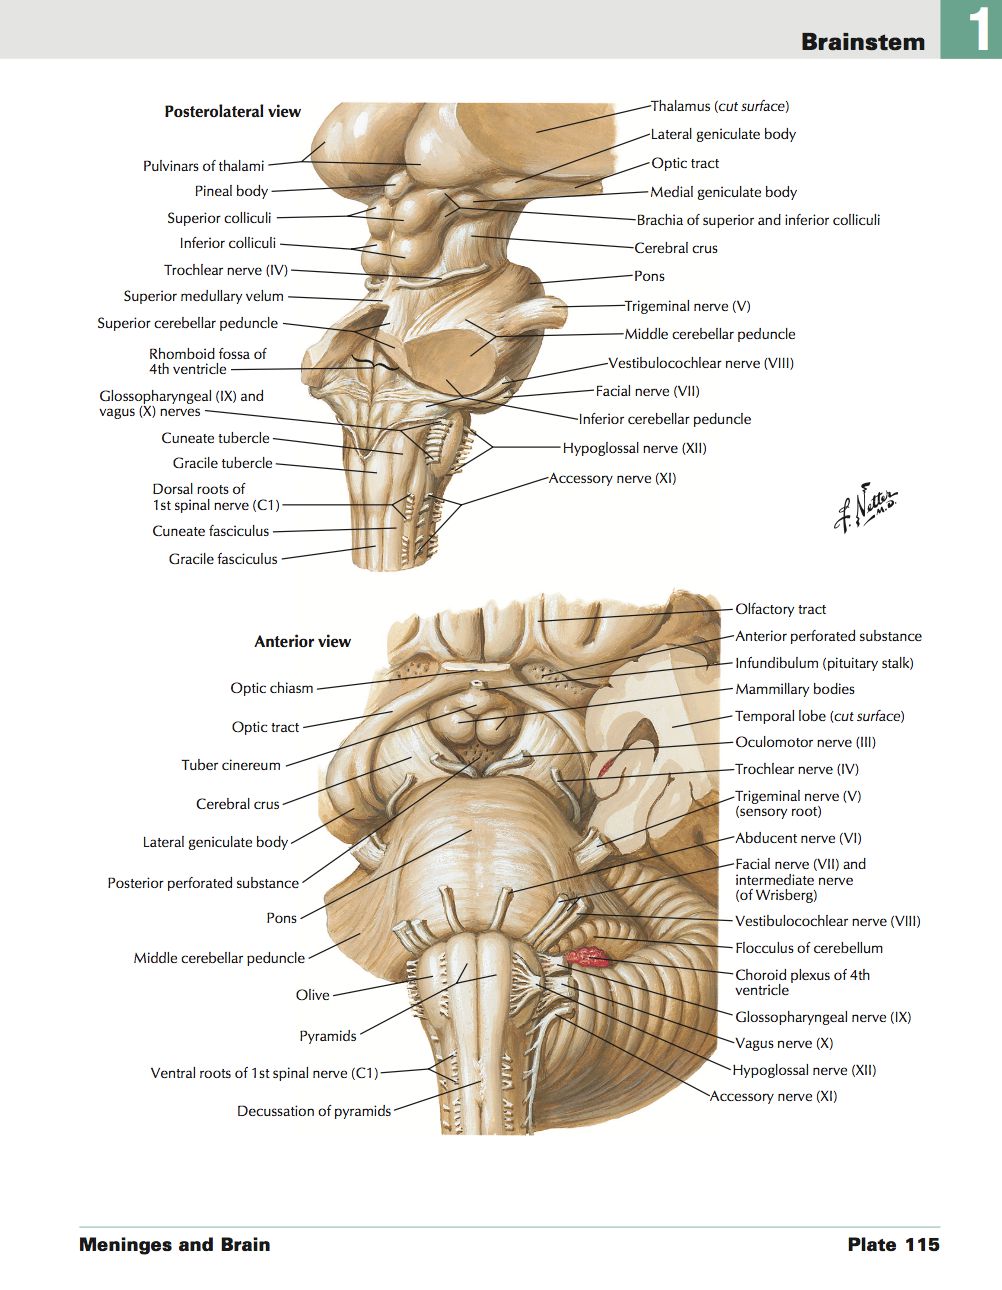 Brainstem
1
Posterolateral view
Pulvinars of thalami
Pineal body
Superior colliculi
Inferior colliculi
Trochlear nerve (IV)
Superior medullary velum
Superior cerebellar peduncle
Rhomboid fossa of
4th ventricle
Glossopharyngeal (IX) and
vagus (X) nerves
Cuneate tubercle
Gracile tubercle
Dorsal roots of
1st spinal nerve (C1)
Cuneate fasciculus
Gracile fasciculus
Thalamus (cut surface)
Lateral geniculate body
Optic tract
Medial geniculate body
Brachia of superior and inferior colliculi
Cerebral crus
Pons
Trigeminal nerve (V)
Middle cerebellar peduncle
Vestibulocochlear nerve (VIII)
Facial nerve (VII)
Inferior cerebellar peduncle
Hypoglossal nerve (XII)
Accessory nerve (XI)
F. Netter
M.D.
Anterior view
Optic chiasm
Optic tract
Tuber cinereum
Cerebral crus
Lateral geniculate body
Posterior perforated substance
Pons
Middle cerebellar peduncle
Olive
Pyramids
Ventral roots of 1st spinal nerve (C1)
Decussation of pyramids
Olfactory tract
Anterior perforated substance
Infundibulum (pituitary stalk)
Mammillary bodies
Temporal lobe (cut surface)
Oculomotor nerve (III)
Trochlear nerve (IV)
Trigeminal nerve (V)
(sensory root)
Abducent nerve (VI)
Facial nerve (VII) and
intermediate nerve
(of Wrisberg)
Vestibulocochlear nerve (VIII)
Flocculus of cerebellum
Choroid plexus of 4th
ventricle
Glossopharyngeal nerve (IX)
Vagus nerve (X)
Hypoglossal nerve (XII)
Accessory nerve (XI)
Meninges and Brain
Plate 115